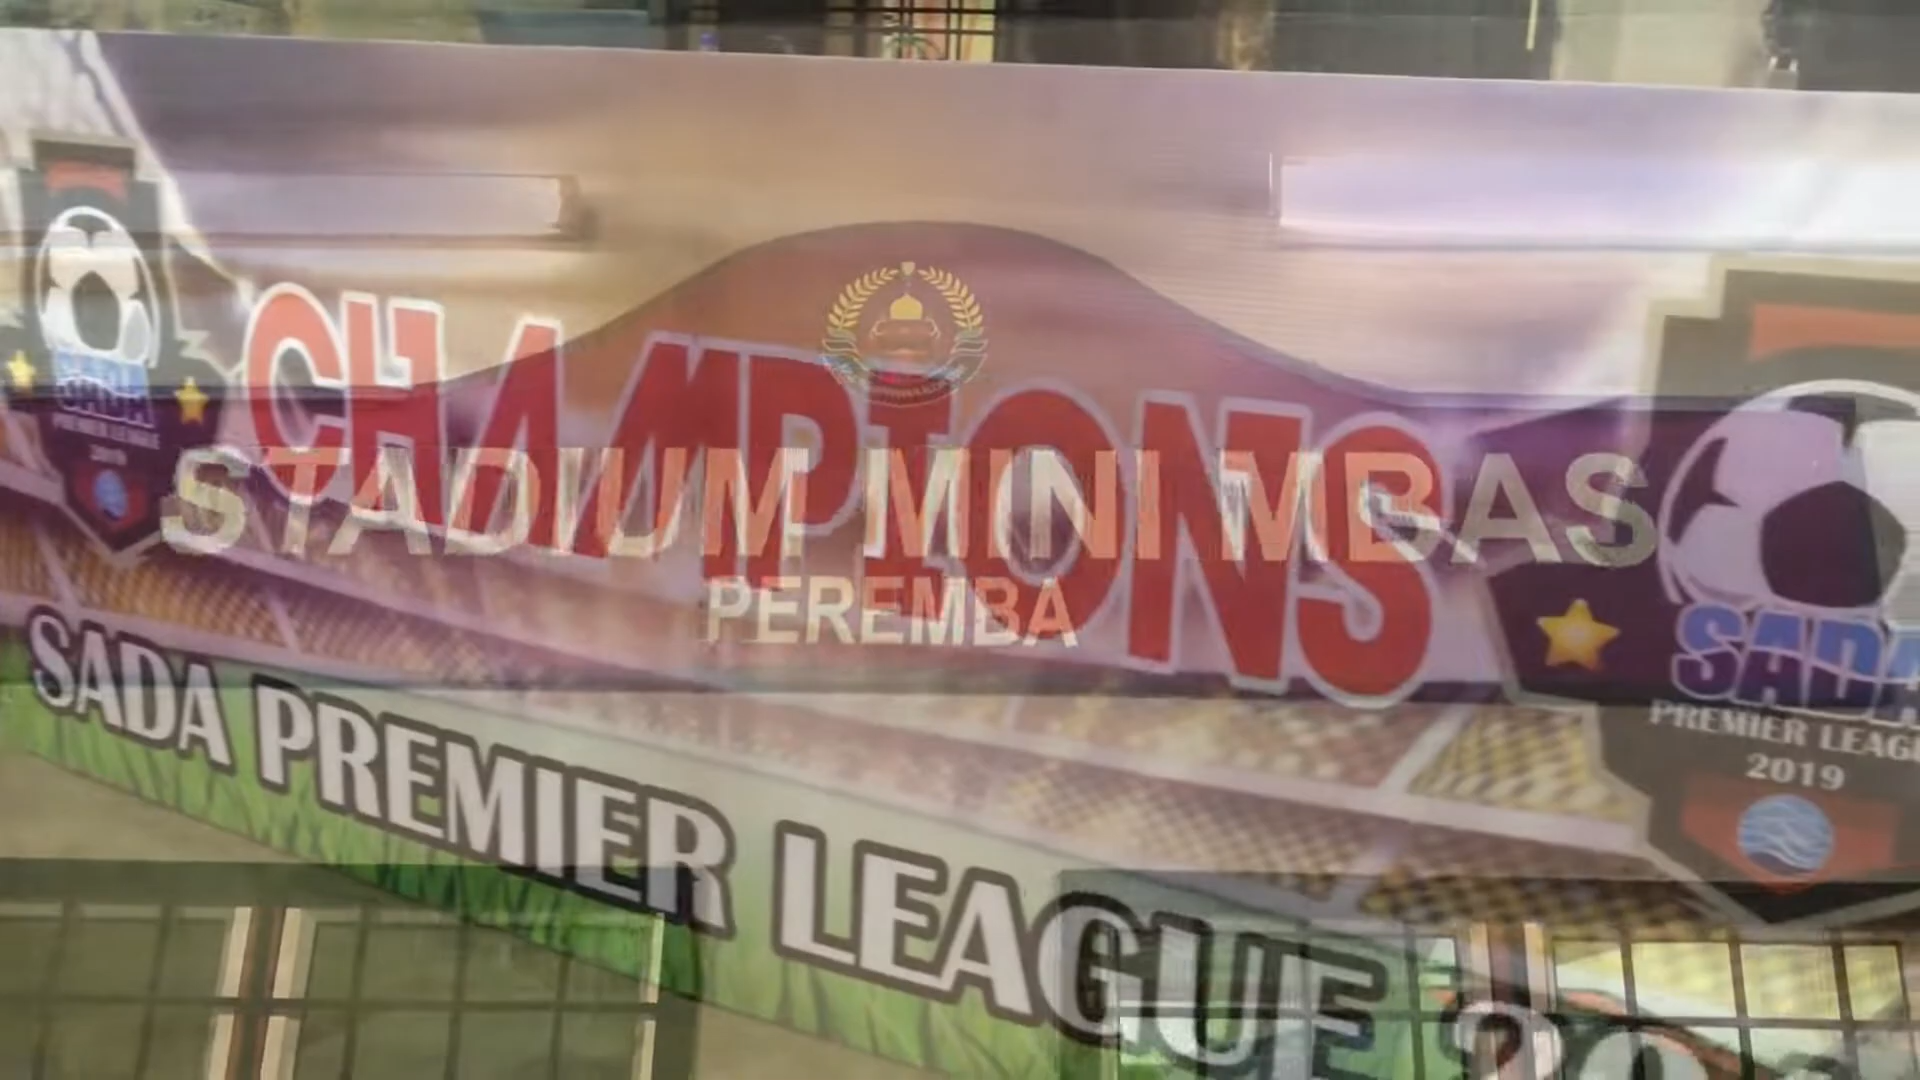 CHAMPIONS
STADIUM MINI MBAS
PEREMBA
SADA PREMIER LEAGUE
SADA
PREMIER LEAGUE
2019
SADA
PREMIER LEAGUE
2019